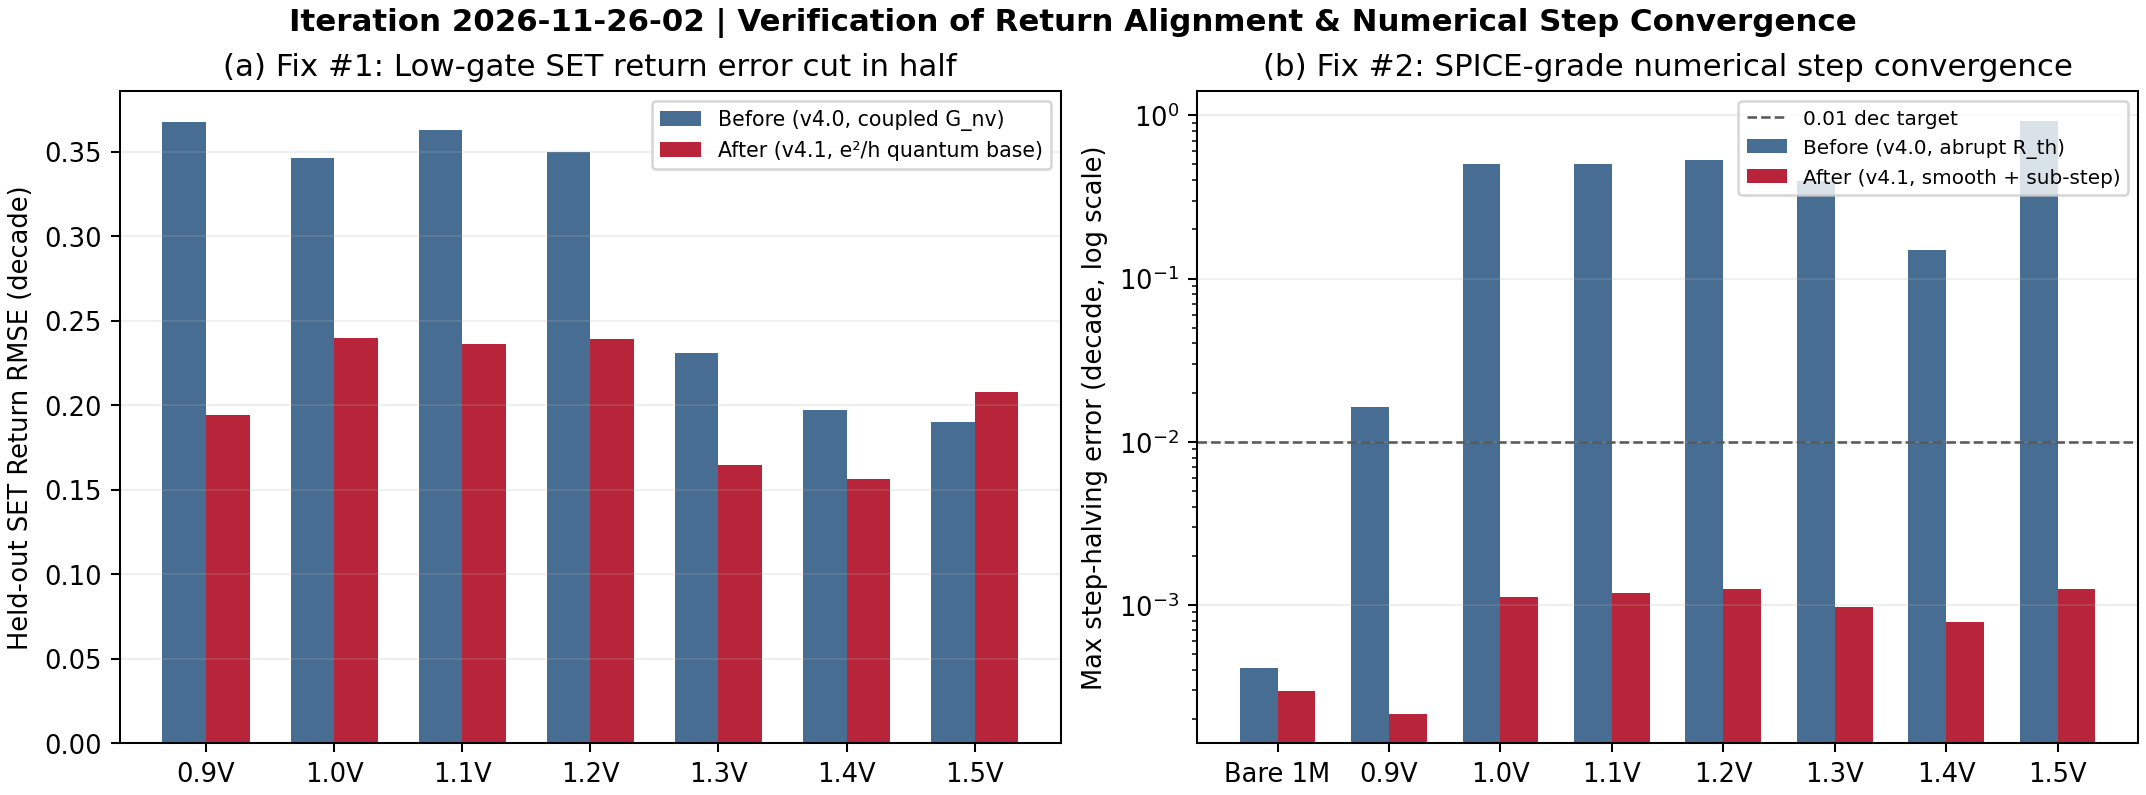 Iteration 2026-11-26-02 | Verification of Return Alignment & Numerical Step Convergence
(a) Fix #1: Low-gate SET return error cut in half
Held-out SET Return RMSE (decade)
0.35
0.30
0.25
0.20
0.15
0.10
0.05
0.00
Before (v4.0, coupled G_nv)
After (v4.1, e²/h quantum base)
0.9V
1.0V
1.1V
1.2V
1.3V
1.4V
1.5V
(b) Fix #2: SPICE-grade numerical step convergence
Max step-halving error (decade, log scale)
10⁰
10⁻¹
10⁻²
10⁻³
0.01 dec target
Before (v4.0, abrupt R_th)
After (v4.1, smooth + sub-step)
Bare 1M
0.9V
1.0V
1.1V
1.2V
1.3V
1.4V
1.5V